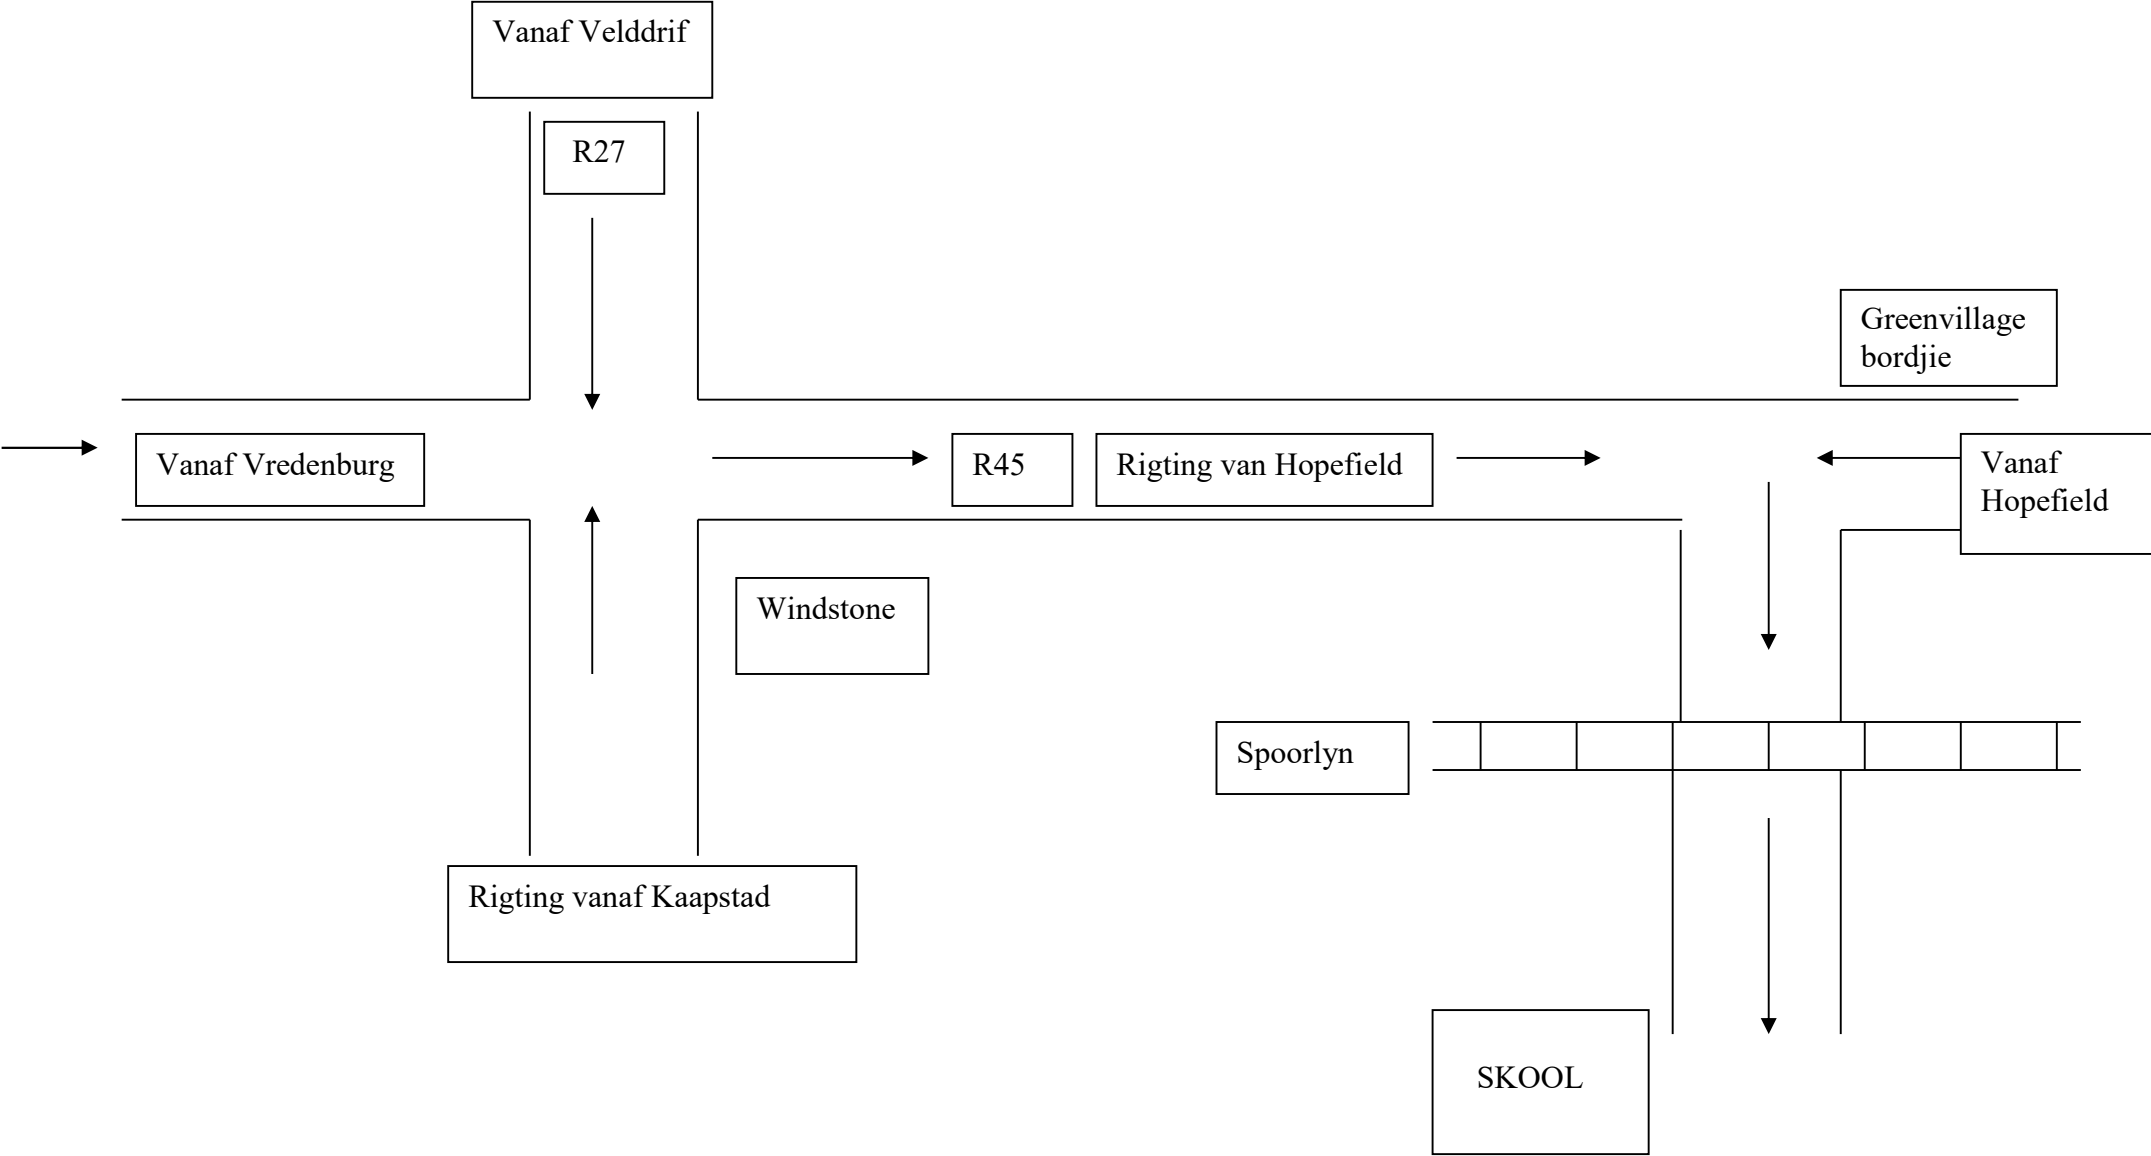 Vanaf Velddrif
R27
Greenvillage
bordjie
Vanaf Vredenburg
R45
Rigting van Hopefield
Vanaf
Hopefield
Windstone
Spoorlyn
Rigting vanaf Kaapstad
SKOOL